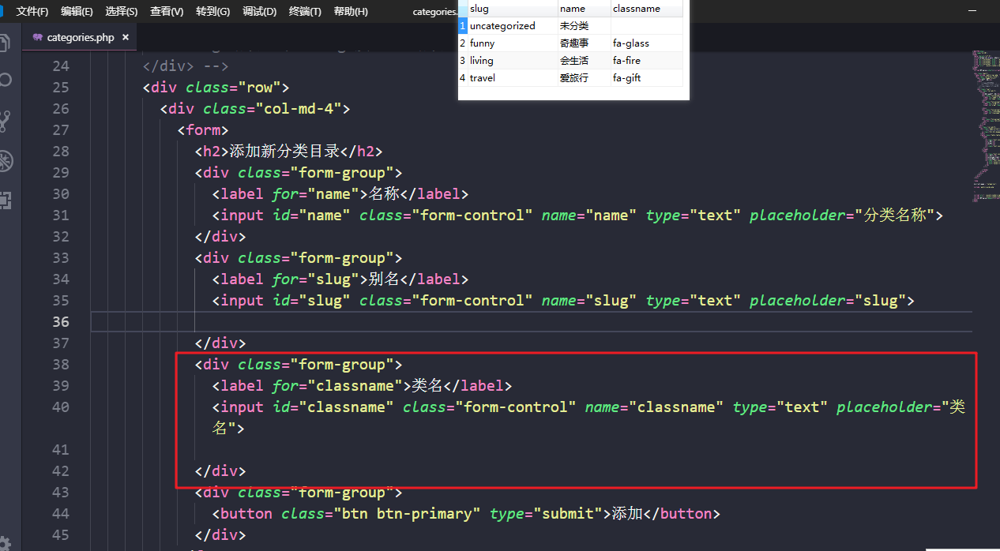 文件(F) 编辑(E) 选择(S) 查看(V) 转到(G) 调试(D) 终端(T) 帮助(H) categories.
slug name classname
1 uncategorized 未分类
2 funny 奇趣事 fa-glass
3 living 会生活 fa-fire
4 travel 爱旅行 fa-gift
categories.php ×
24 </div> -->
25 <div class="row">
26 <div class="col-md-4">
27 <form>
28 <h2>添加新分类目录</h2>
29 <div class="form-group">
30 <label for="name">名称</label>
31 <input id="name" class="form-control" name="name" type="text" placeholder="分类名称">
32 </div>
33 <div class="form-group">
34 <label for="slug">别名</label>
35 <input id="slug" class="form-control" name="slug" type="text" placeholder="slug">
36
37 </div>
38 <div class="form-group">
39 <label for="classname">类名</label>
40 <input id="classname" class="form-control" name="classname" type="text" placeholder="类
名">
41
42 </div>
43 <div class="form-group">
44 <button class="btn btn-primary" type="submit">添加</button>
45 </div>